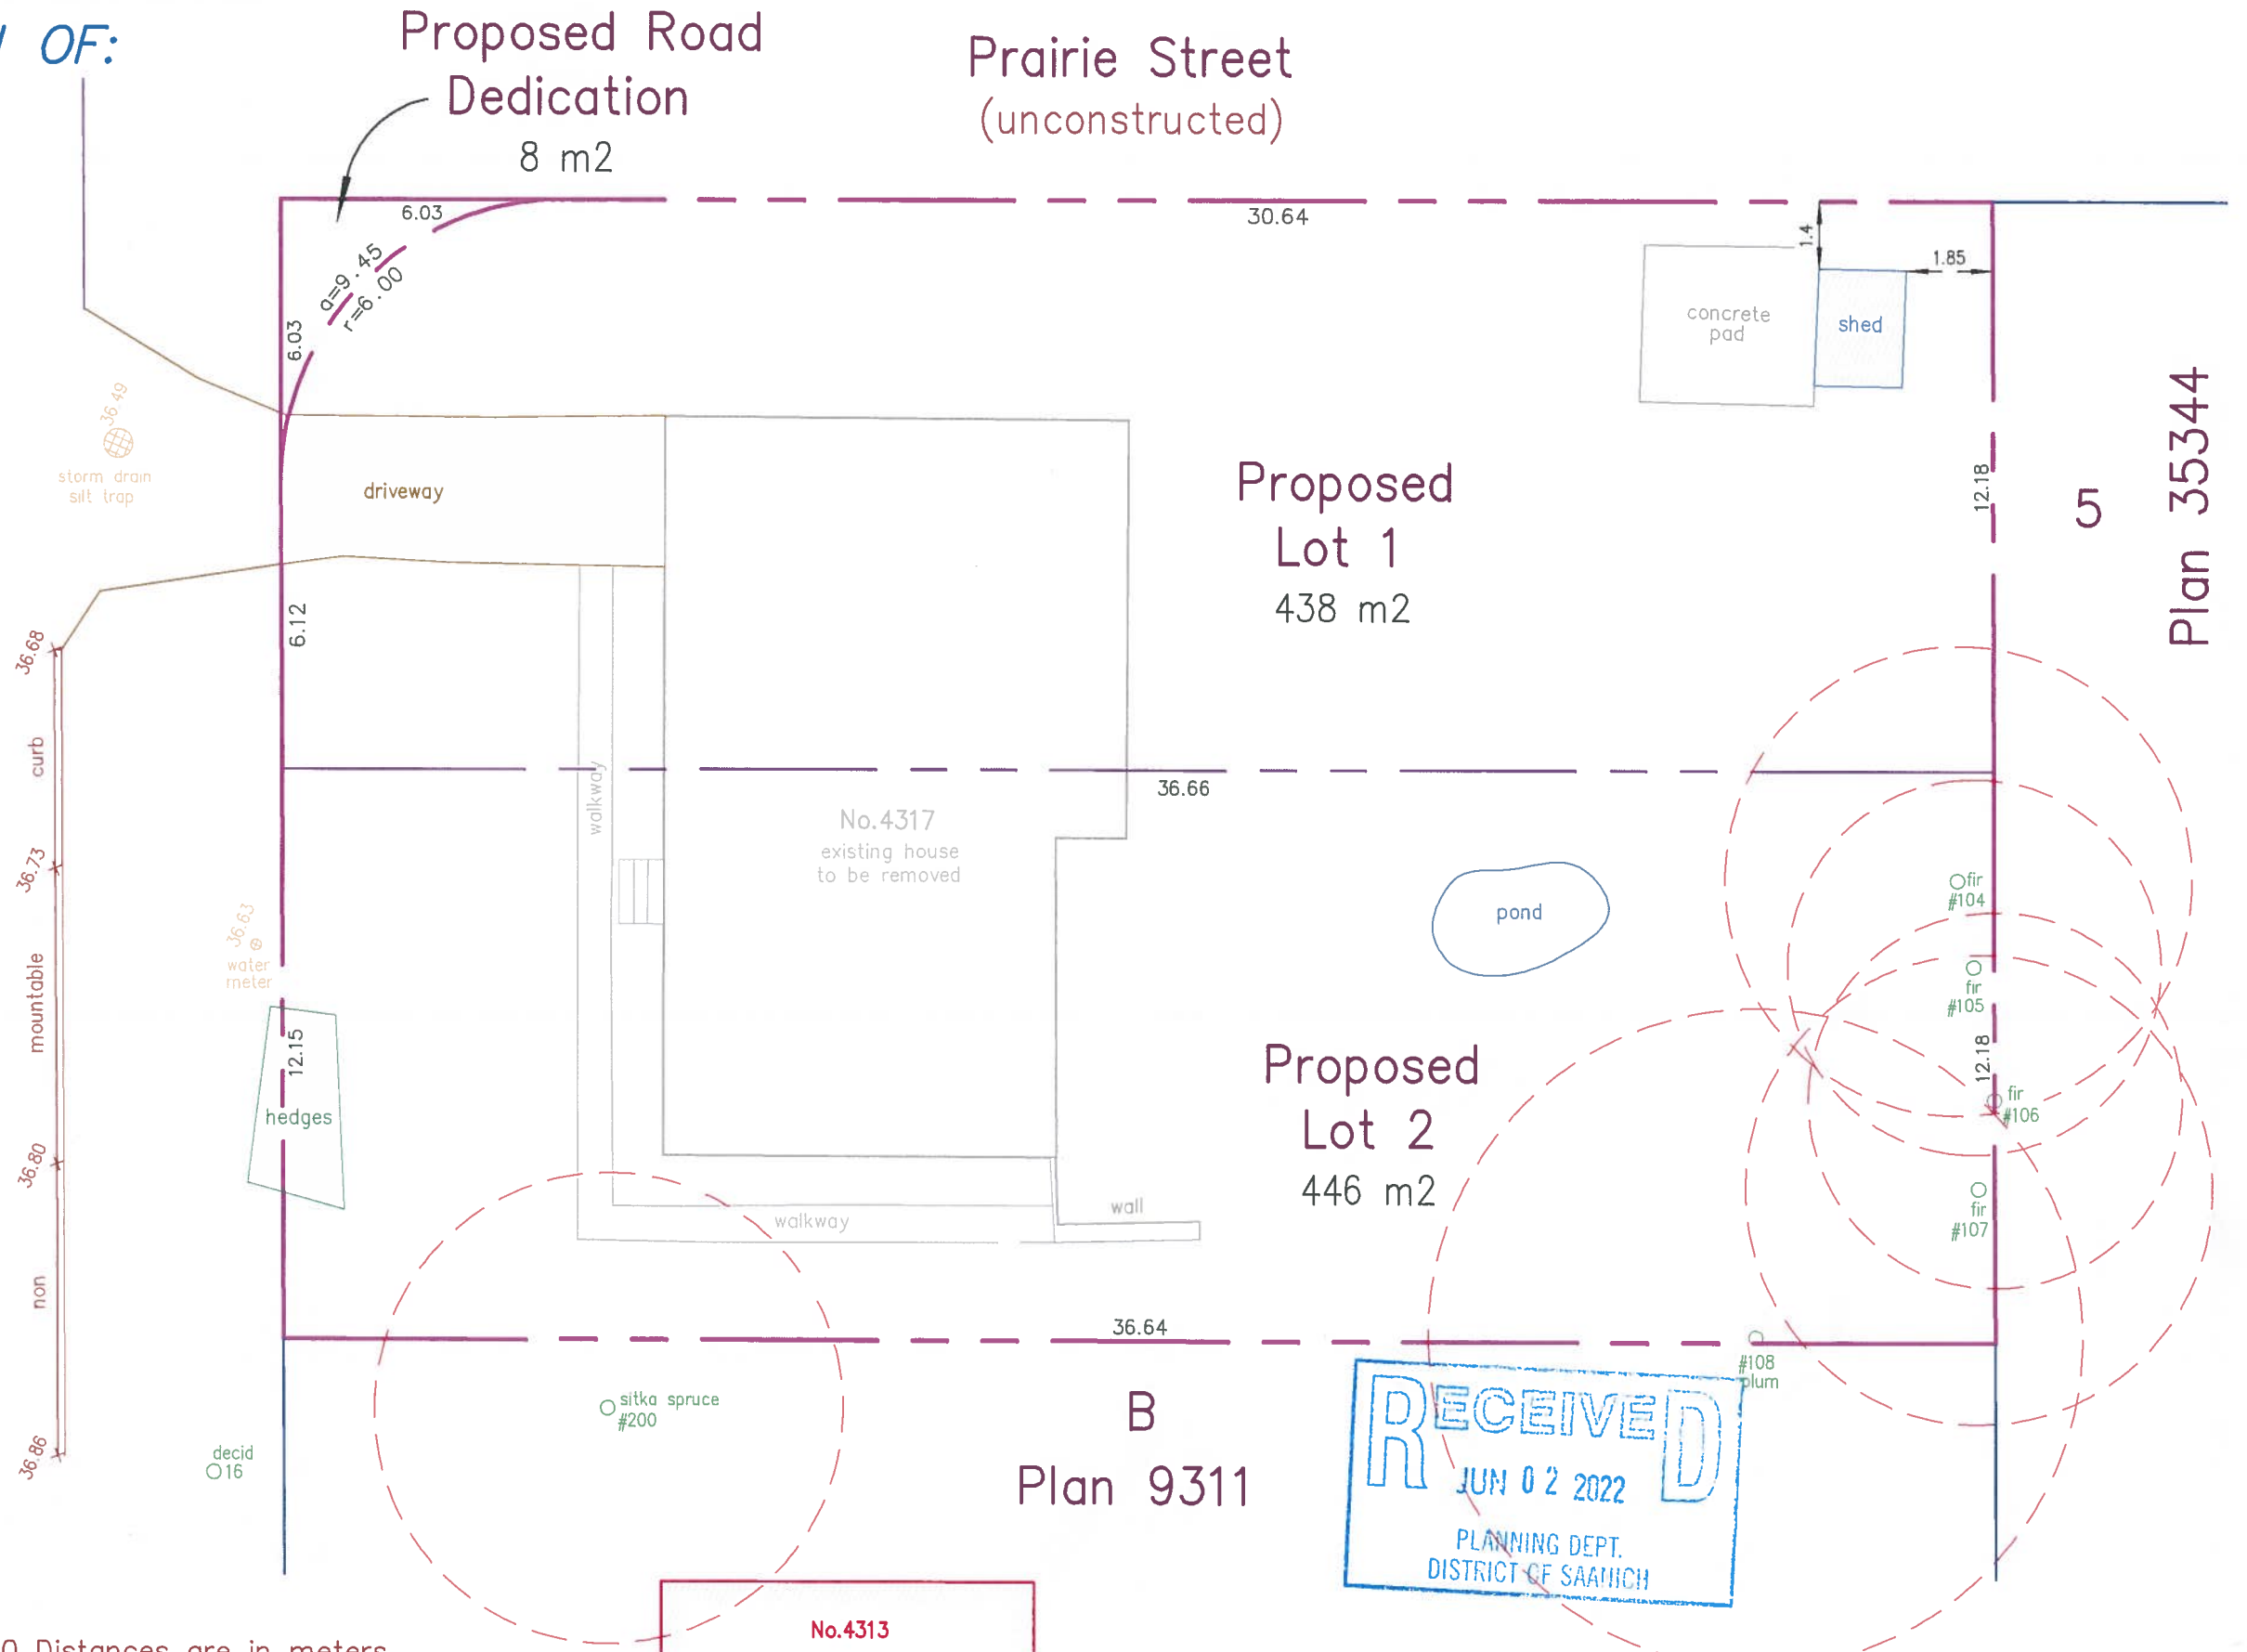 OF:
Proposed Road
Dedication
8 m2
Prairie Street
(unconstructed)
6.03
30.64
1.4
1.85
a=9.45
r=6.00
6.03
concrete
pad
shed
36.49
storm drain
silt trap
driveway
Proposed
Lot 1
438 m2
12.18
5
Plan 35344
6.12
36.68
curb
36.66
walkway
No.4317
existing house
to be removed
36.73
pond
fir
#104
36.63
water
meter
mountable
fir
#105
12.15
12.18
hedges
Proposed
Lot 2
446 m2
fir
#106
36.80
fir
#107
wall
walkway
non
36.64
#108
plum
sitka spruce
#200
B
Plan 9311
RECEIVED
JUN 02 2022
PLANNING DEPT.
DISTRICT OF SAANICH
36.86
decid
16
No.4313
Distances are in meters